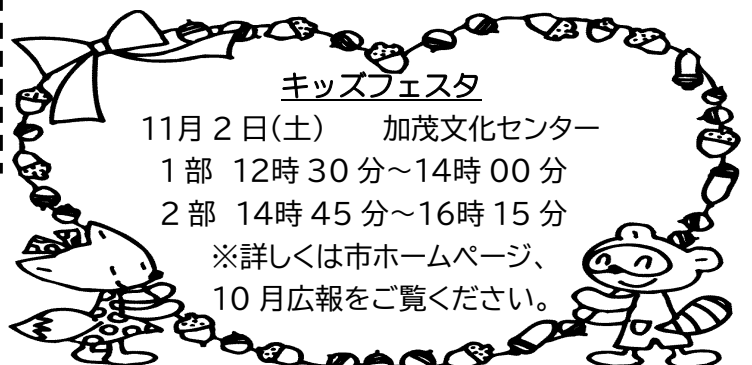 キッズフェスタ
11月2日(土)　加茂文化センター
1部 12時30分～14時00分
2部 14時45分～16時15分
※詳しくは市ホームページ、
10月広報をご覧ください。